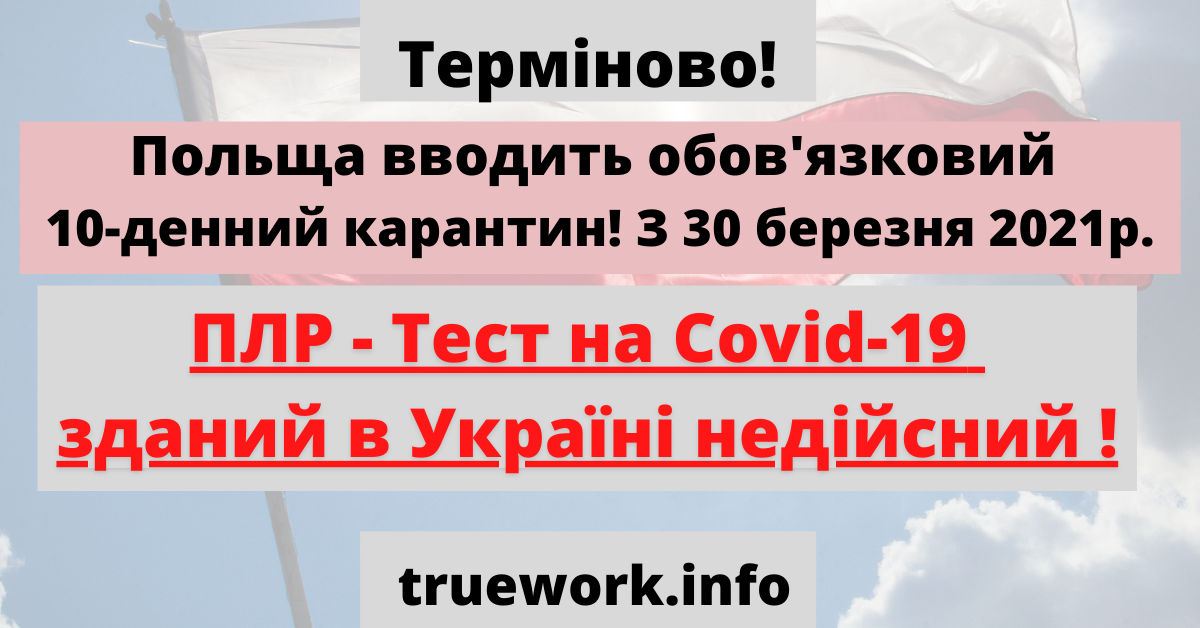 Терміново!
Польща вводить обов'язковий
10-денний карантин! З 30 березня 2021р.
ПЛР - Тест на Covid-19
зданий в Україні недійсний !
truework.info